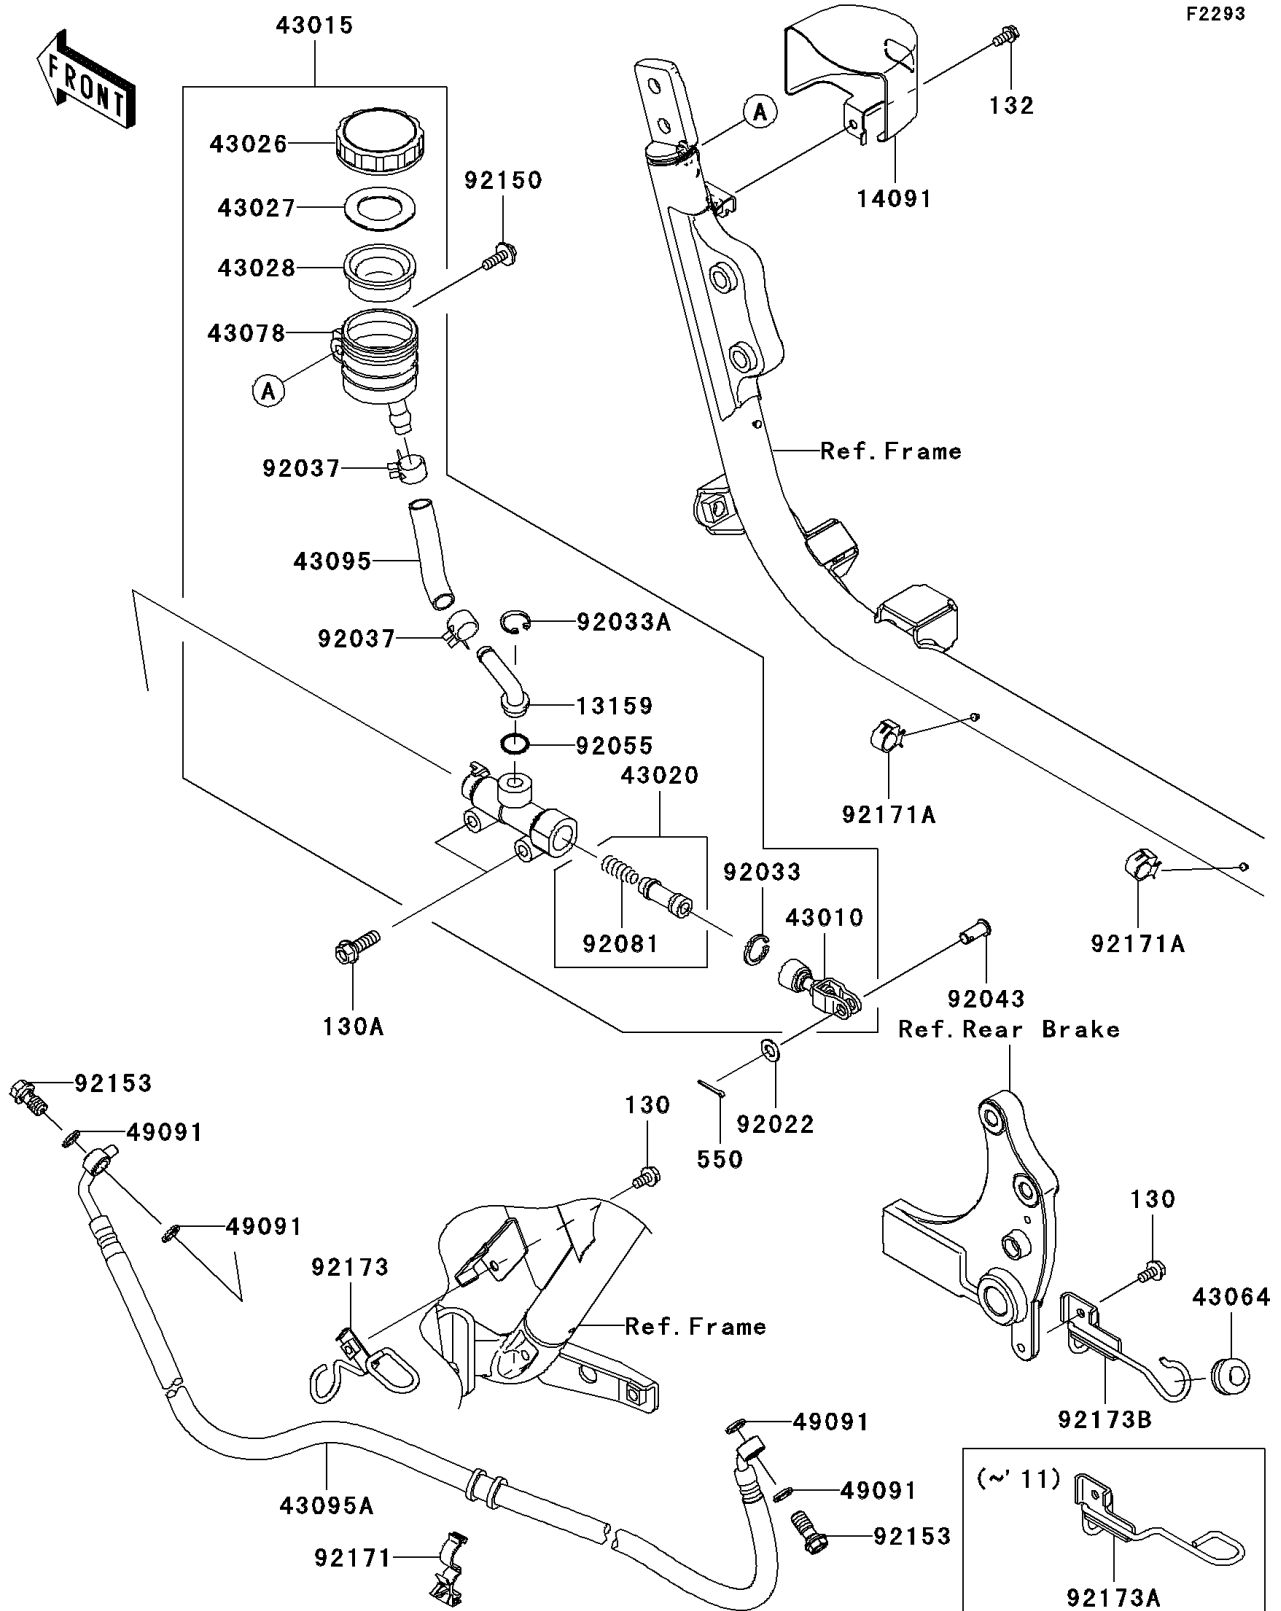 F2293
FRONT
43015
132
43026
A
92150
14091
43027
43028
43078
A
Ref. Frame
92037
43095
92033A
92037
13159
92055
43020
92171A
92033
43010
92081
92171A
92043
130A
Ref. Rear Brake
92153
130
92022
49091
550
130
49091
92173
43064
Ref. Frame
92173B
49091
(~' 11)
49091
43095A
92153
92171
92173A